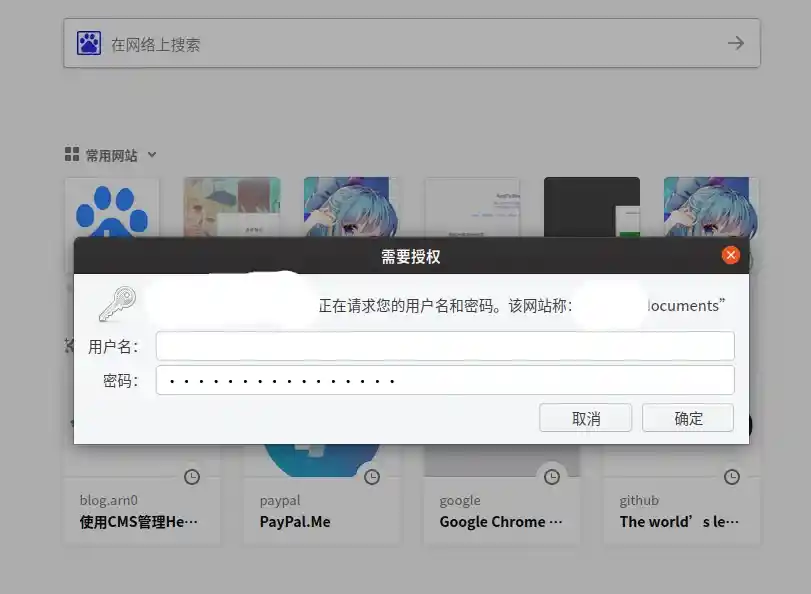 在网络上搜索
常用网站
需要授权
正在请求您的用户名和密码。该网站称：
ocuments”
用户名：
密码：
取消 确定
blog.arn0 paypal google github
使用CMS管理He··· PayPal.Me Google Chrome ··· The world’s le···